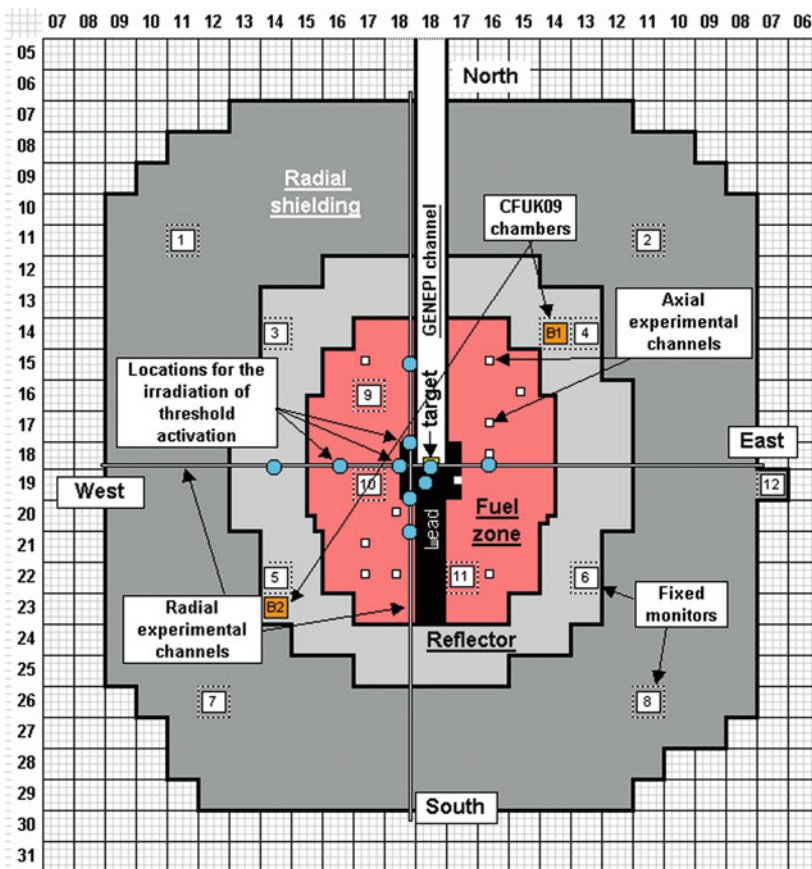 07 08 09 10 11 12 13 14 15 16 17 18 18 17 16 15 14 13 12 11 10 09 08 07 06
05
06
07
08
09
10
11
12
13
14
15
16
17
18
19
20
21
22
23
24
25
26
27
28
29
30
31
North
Radial
shielding
CFUK09
chambers
1
2
GENEPI channel
Axial
experimental
channels
3
B1
4
Locations for the
irradiation of
threshold
activation
9
target
East
West
10
12
Lead
Fuel
zone
5
11
6
B2
Fixed
monitors
Radial
experimental
channels
Reflector
7
8
South